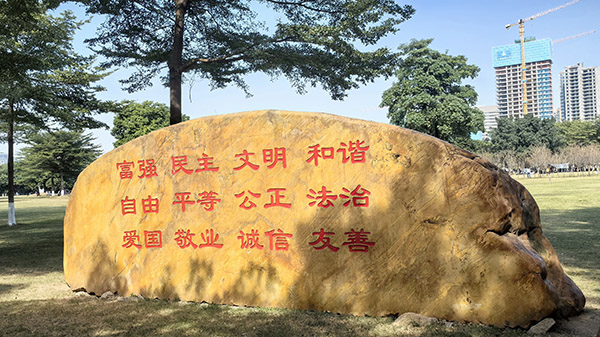 富强 民主 文明 和谐
自由 平等 公正 法治
爱国 敬业 诚信 友善